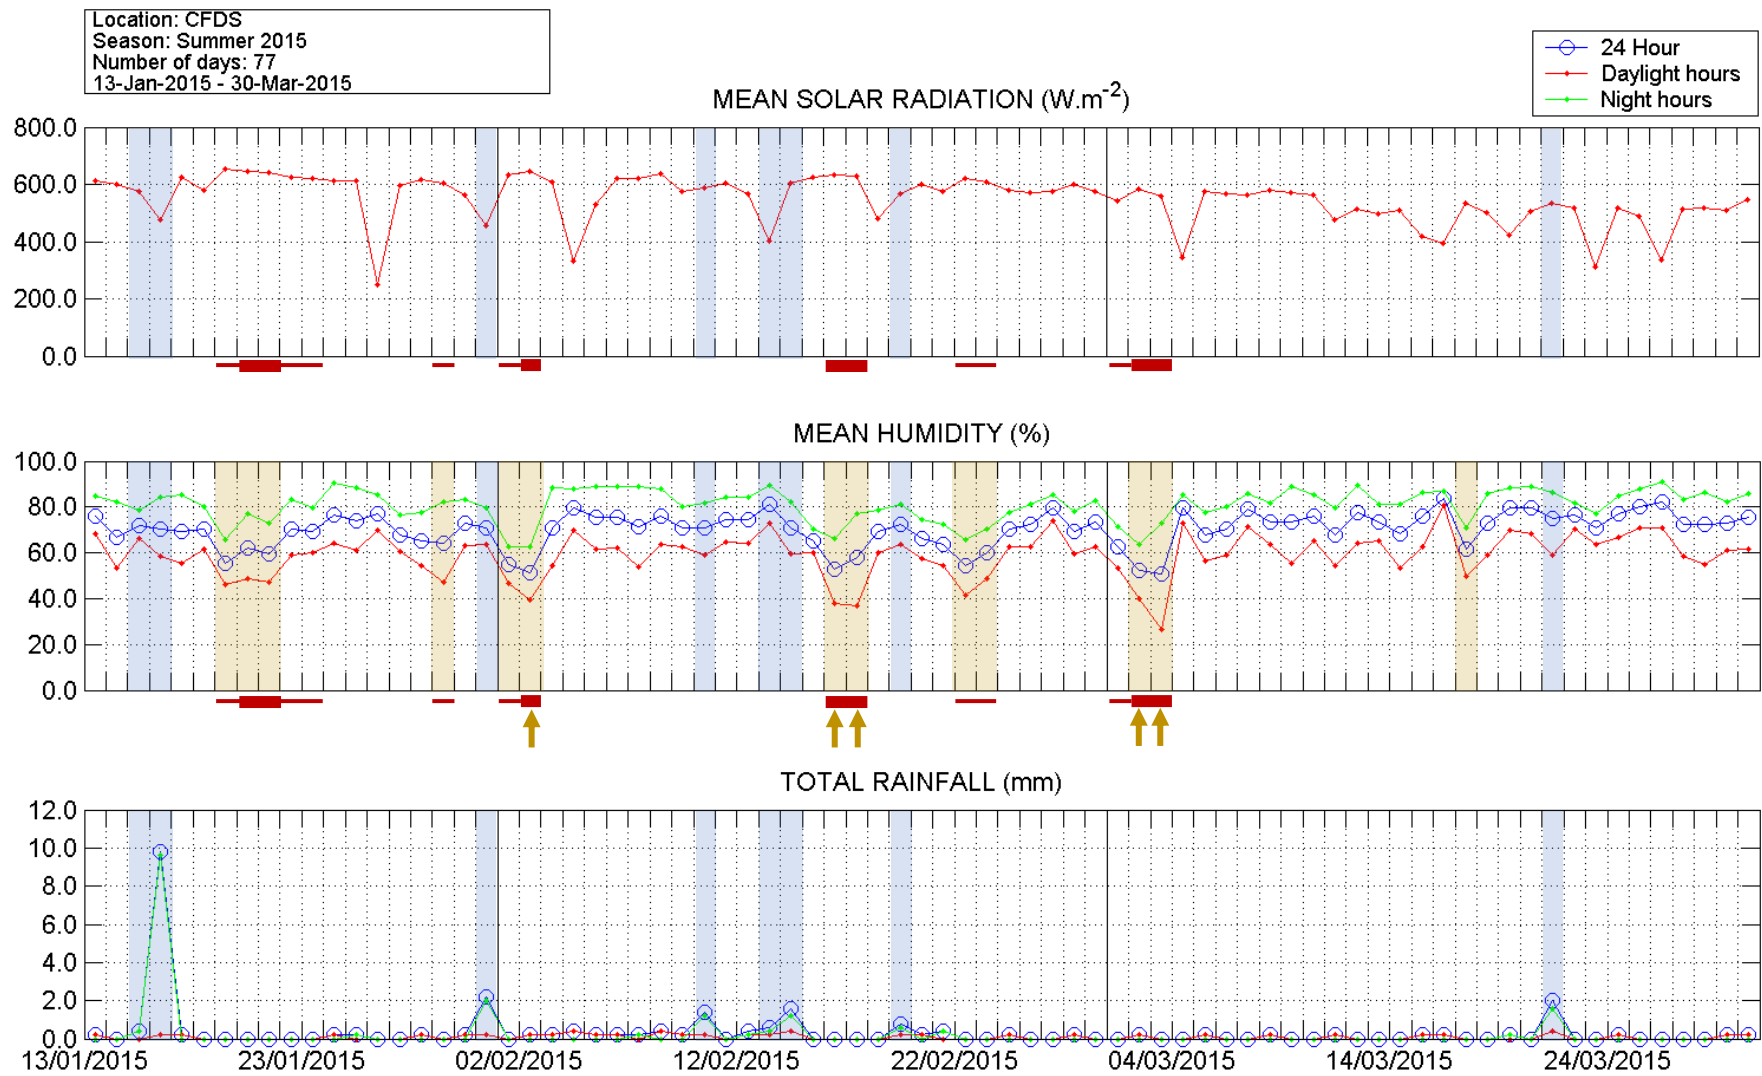 Location: CFDS
Season: Summer 2015
Number of days: 77
13-Jan-2015 - 30-Mar-2015
24 Hour
Daylight hours
Night hours
MEAN SOLAR RADIATION (W.m-2)
800.0
600.0
400.0
200.0
0.0
MEAN HUMIDITY (%)
100.0
80.0
60.0
40.0
20.0
0.0
TOTAL RAINFALL (mm)
12.0
10.0
8.0
6.0
4.0
2.0
0.0
13/01/2015 23/01/2015 02/02/2015 12/02/2015 22/02/2015 04/03/2015 14/03/2015 24/03/2015